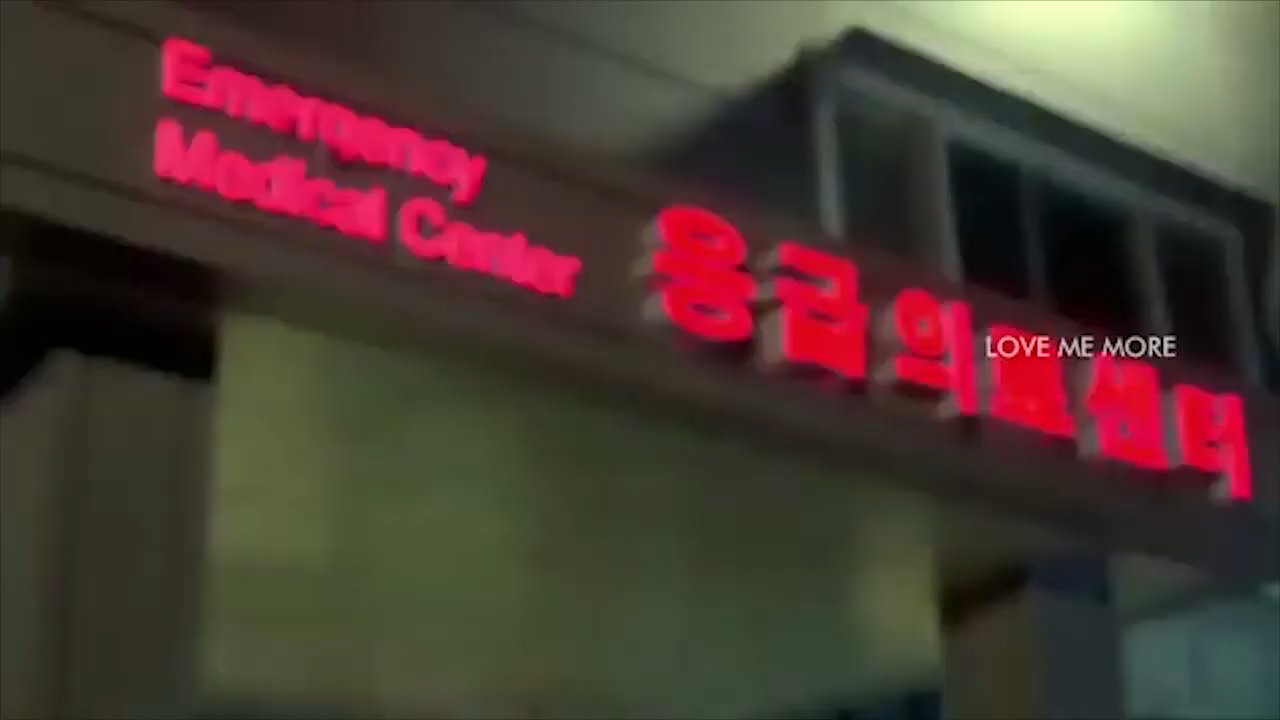 Emergency
Medical Center
응급의료센터
LOVE ME MORE